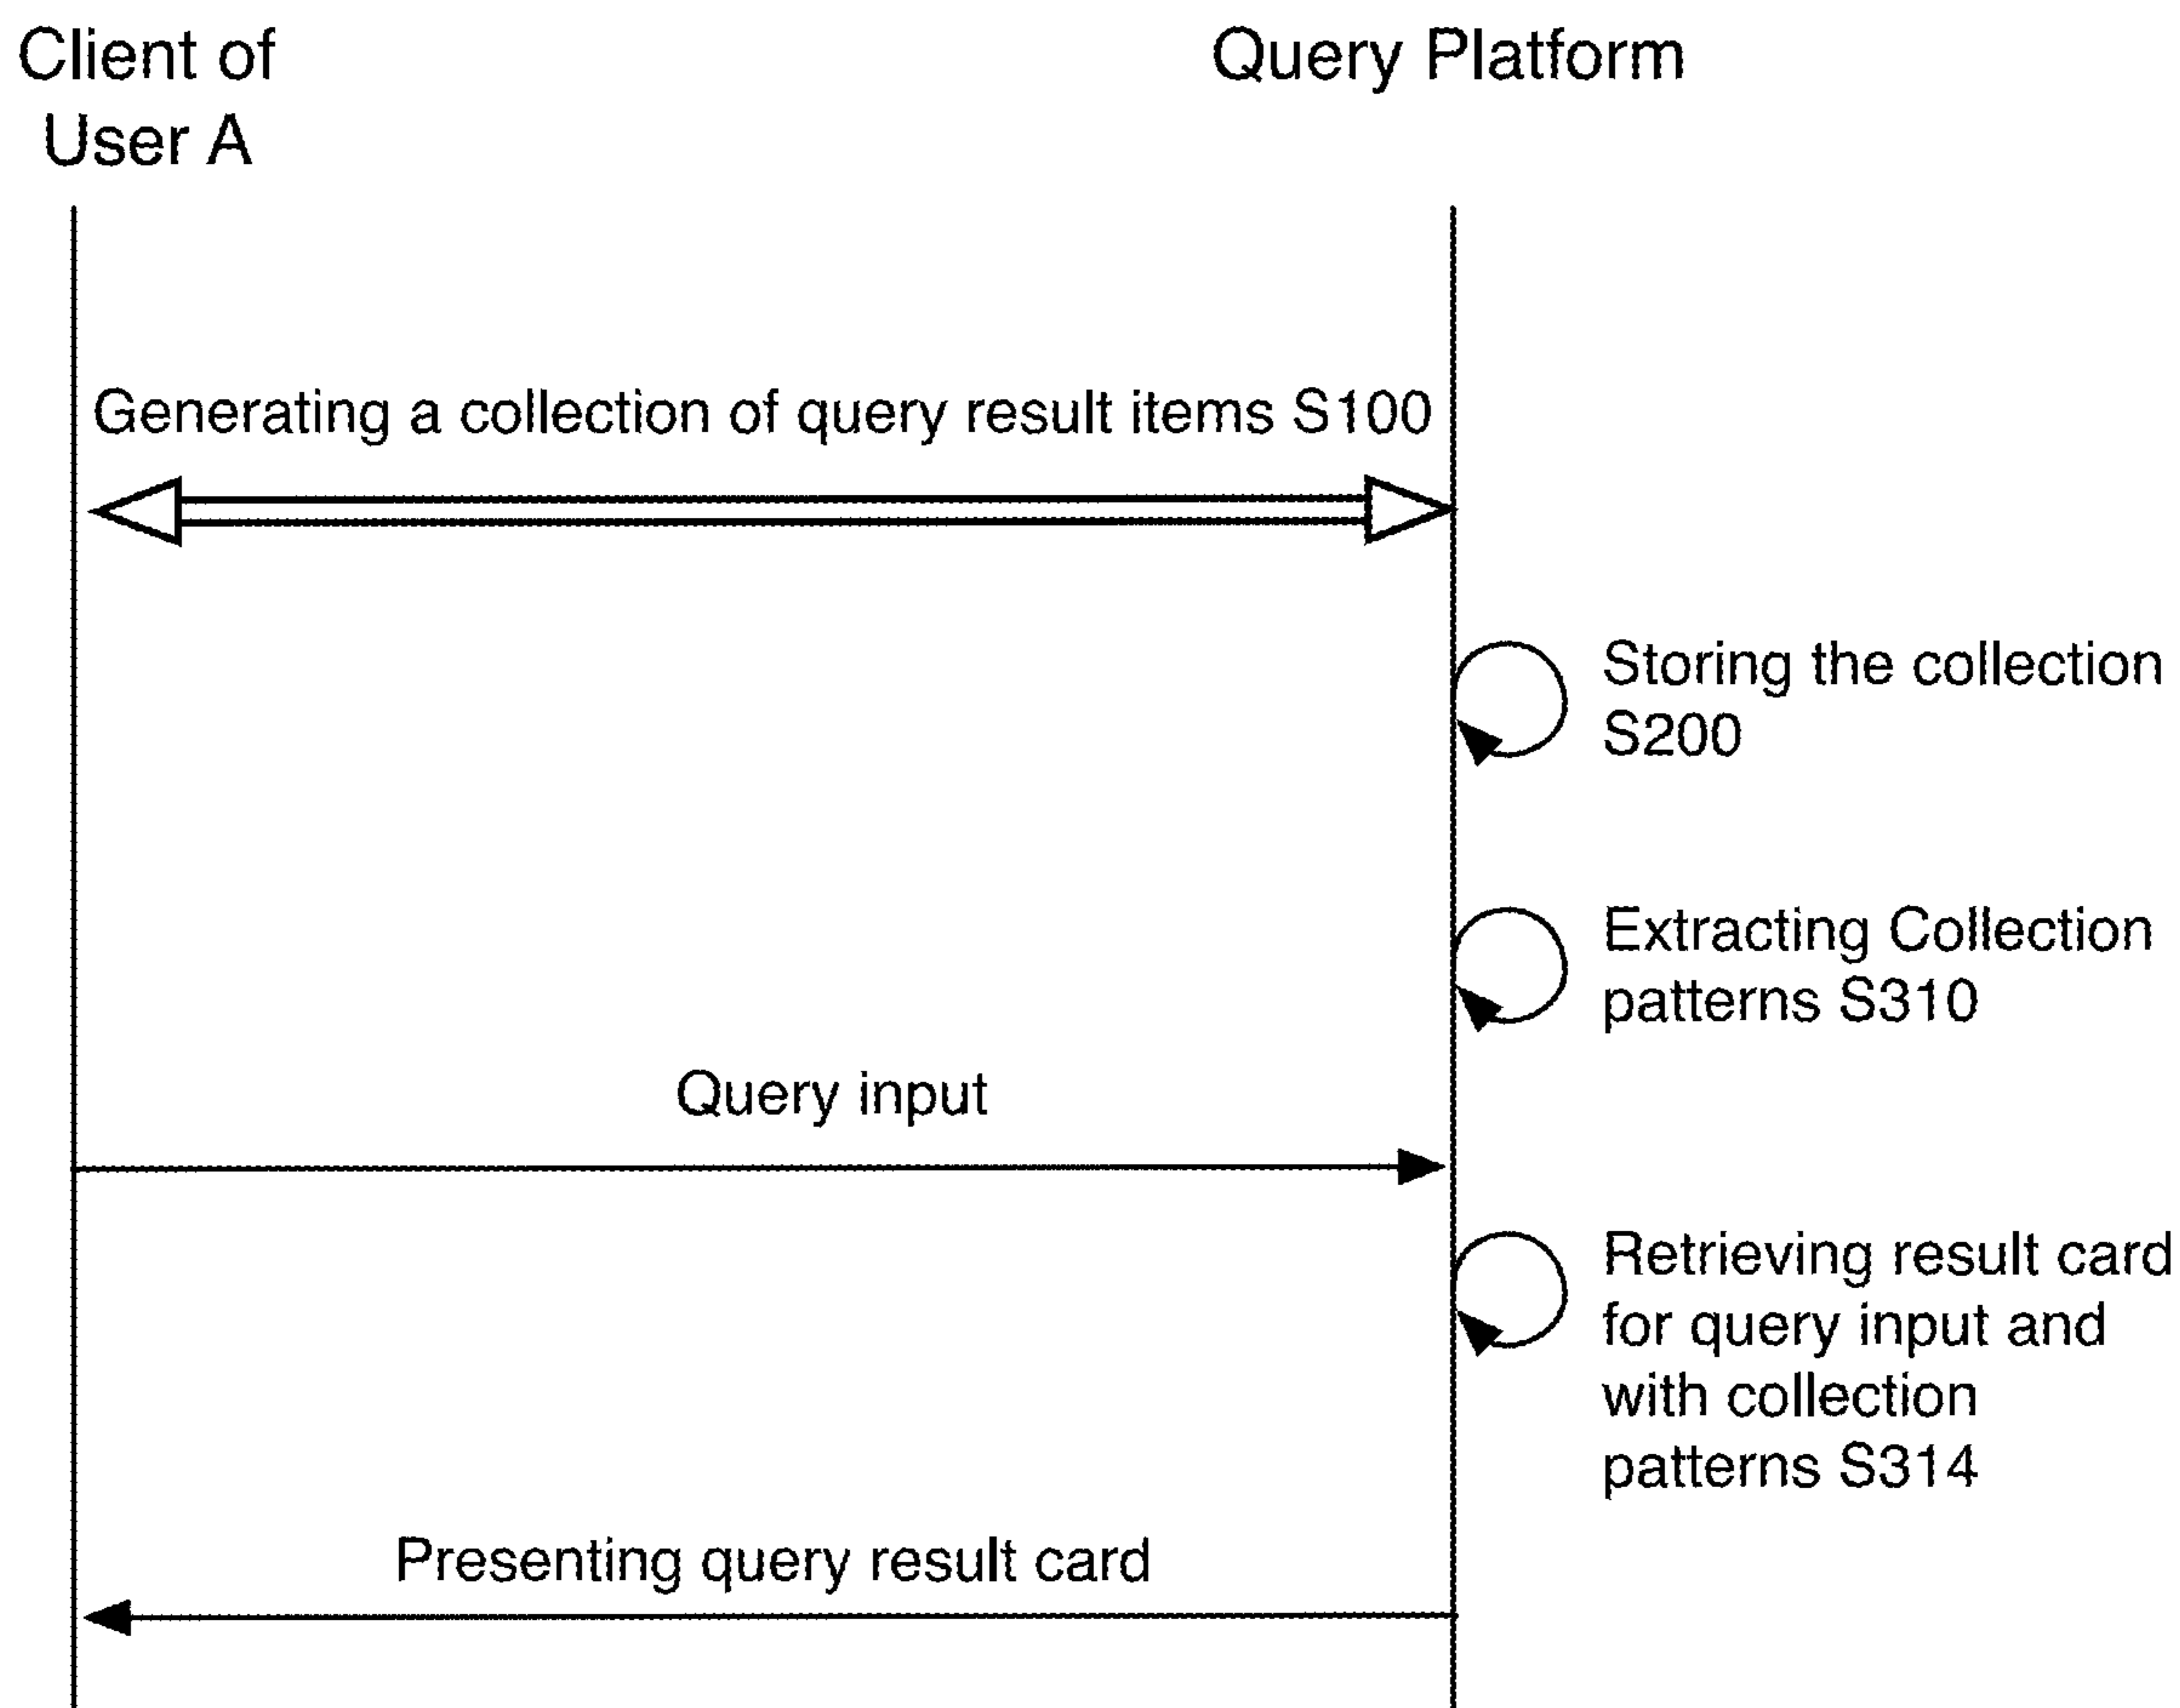 Client of
User A
Query Platform
Generating a collection of query result items S100
Storing the collection
S200
Extracting Collection
patterns S310
Query input
Retrieving result card
for query input and
with collection
patterns S314
Presenting query result card